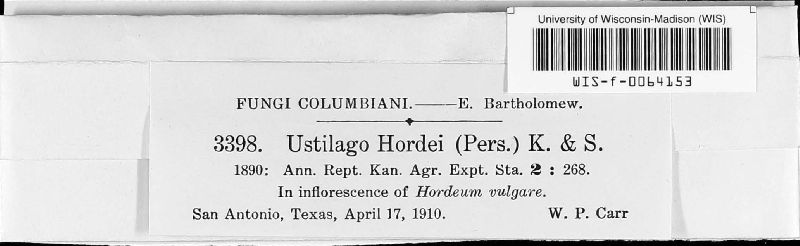 University of Wisconsin-Madison (WIS)
WIS-f-0064153
FUNGI COLUMBIANI.——E. Bartholomew.
3398. Ustilago Hordei (Pers.) K. & S.
1890: Ann. Rept. Kan. Agr. Expt. Sta. 2 : 268.
In inflorescence of Hordeum vulgare.
San Antonio, Texas, April 17, 1910. W. P. Carr